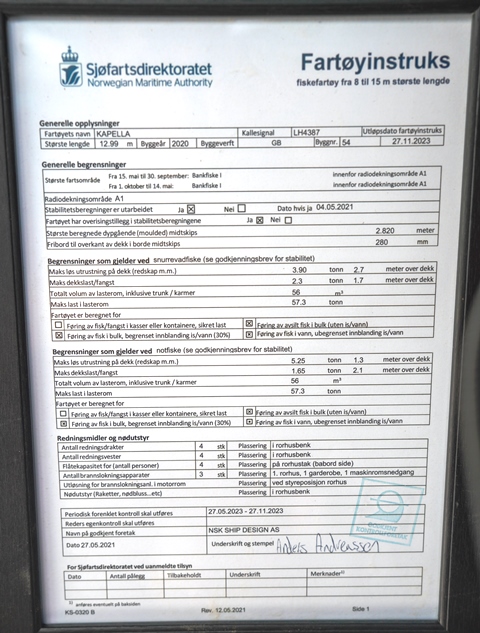 Sjøfartsdirektoratet
Norwegian Maritime Authority
Fartøyinstruks
fiskefartøy fra 8 til 15 m største lengde
Generelle opplysninger
Fartøyets navn KAPELLA Kallesignal LH4387 Utløpsdato fartøyinstruks
Største lengde 12.99 m Byggeår 2020 Byggeverft GB Byggnr. 54 27.11.2023
Generelle begrensninger
Største fartsområde Fra 15. mai til 30. september: Bankfiske I innenfor radiodekningsområde A1
Fra 1. oktober til 14. mai: Bankfiske I innenfor radiodekningsområde A1
Radiodekningsområde A1
Stabilitetsberegninger er utarbeidet Ja ☒ Nei ☐ Dato hvis ja 04.05.2021
Fartøyet har overisingstillegg i stabilitetsberegningene Ja ☒ Nei ☐
Største beregnede dypgående (moulded) midtskips 2.820 meter
Fribord til overkant av dekk i borde midtskips 280 mm
Begrensninger som gjelder ved snurrevadfiske (se godkjenningsbrev for stabilitet)
Maks løs utrustning på dekk (redskap m.m.) 3.90 tonn 2.7 meter over dekk
Maks dekkslast/fangst 2.3 tonn 1.7 meter over dekk
Totalt volum av lasterom, inklusive trunk / karmer 56 m³
Maks last i lasterom 57.3 tonn
Fartøyet er beregnet for
☐ Føring av fisk/fangst i kasser eller kontainere, sikret last ☒ Føring av avsilt fisk i bulk (uten is/vann)
☒ Føring av fisk i bulk, begrenset innblanding is/vann (30%) ☒ Føring av fisk i vann, ubegrenset innblanding is/vann
Begrensninger som gjelder ved notfiske (se godkjenningsbrev for stabilitet)
Maks løs utrustning på dekk (redskap m.m.) 5.25 tonn 1.3 meter over dekk
Maks dekkslast/fangst 1.65 tonn 2.1 meter over dekk
Totalt volum av lasterom, inklusive trunk / karmer 56 m³
Maks last i lasterom 57.3 tonn
Fartøyet er beregnet for
☐ Føring av fisk/fangst i kasser eller kontainere, sikret last ☒ Føring av avsilt fisk i bulk (uten is/vann)
☒ Føring av fisk i bulk, begrenset innblanding is/vann (30%) ☒ Føring av fisk i vann, ubegrenset innblanding is/vann
Redningsmidler og nødutstyr
Antall redningsdrakter 4 stk Plassering i rorhusbenk
Antall redningsvester 4 stk Plassering i rorhusbenk
Flåtekapasitet for (antall personer) 4 stk Plassering på rorhustak (babord side)
Antall brannslokningsapparater 3 stk Plassering 1. rorhus, 1 garderobe, 1 maskinromsnedgang
Utløsning for brannslokningsanl. i motorrom Plassering ved styreposisjon rorhus
Nødutstyr (Raketter, nødbluss...etc) Plassering i rorhusbenk
Periodisk forenklet kontroll skal utføres 27.05.2023 - 27.11.2023
Reders egenkontroll skal utføres
Navn på godkjent foretak NSK SHIP DESIGN AS
Dato 27.05.2021 Underskrift og stempel Anders Andreassen
GODKJENT
For Sjøfartsdirektoratet ved uanmeldte tilsyn
Dato Antall pålegg Tilbakeholdt Underskrift Merknader¹⁾
¹⁾ anføres eventuelt på baksiden
KS-0320 B Rev. 12.05.2021 Side 1